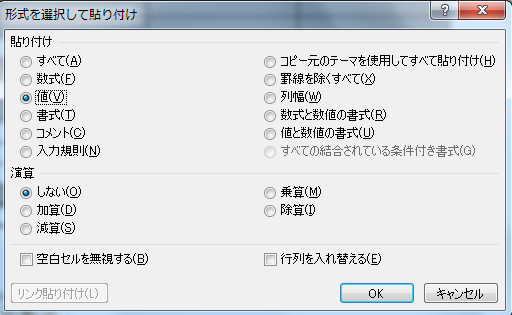 形式を選択して貼り付け
貼り付け
すべて(A)
数式(F)
値(V)
書式(T)
コメント(C)
入力規則(N)
コピー元のテーマを使用してすべて貼り付け(H)
罫線を除くすべて(X)
列幅(W)
数式と数値の書式(R)
値と数値の書式(U)
すべての結合されている条件付き書式(G)
演算
しない(O)
加算(D)
減算(S)
乗算(M)
除算(I)
空白セルを無視する(B)
行列を入れ替える(E)
リンク貼り付け(L)
OK
キャンセル